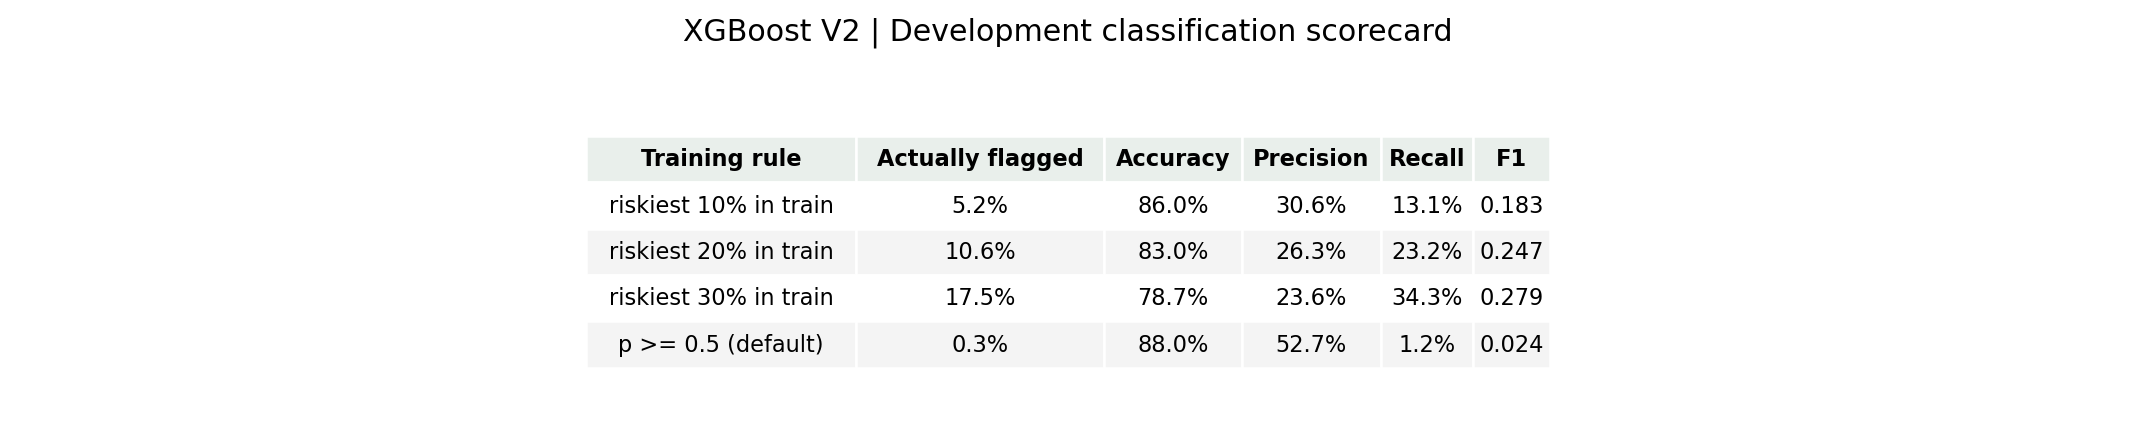 XGBoost V2 | Development classification scorecard
Training rule Actually flagged Accuracy Precision Recall F1
riskiest 10% in train 5.2% 86.0% 30.6% 13.1% 0.183
riskiest 20% in train 10.6% 83.0% 26.3% 23.2% 0.247
riskiest 30% in train 17.5% 78.7% 23.6% 34.3% 0.279
p >= 0.5 (default) 0.3% 88.0% 52.7% 1.2% 0.024